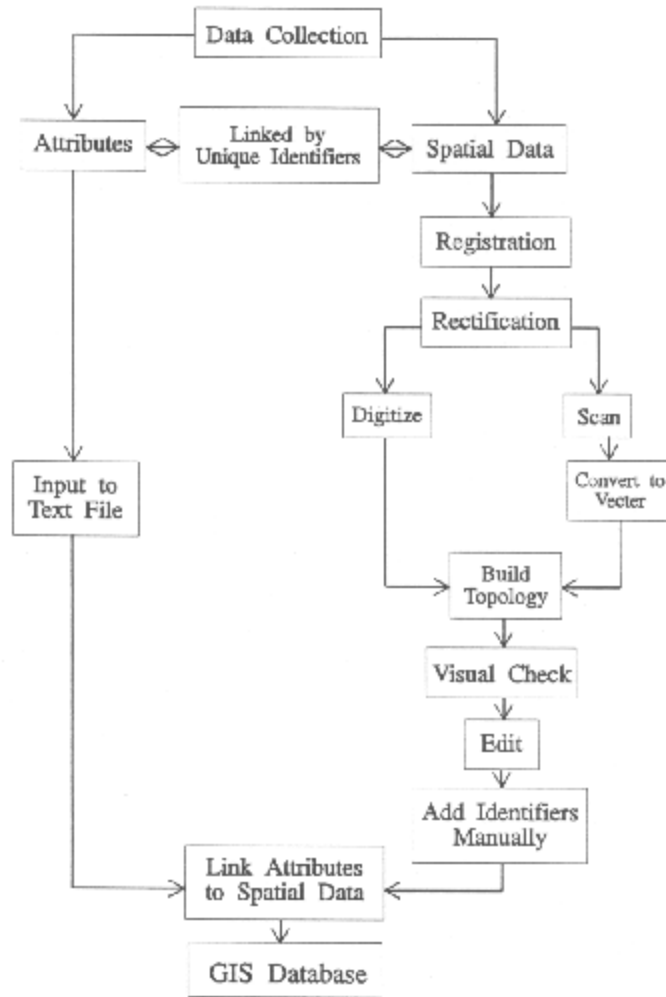 Data Collection
Attributes
Linked by
Unique Identifiers
Spatial Data
Registration
Rectification
Digitize
Scan
Input to
Text File
Convert to
Vecter
Build
Topology
Visual Check
Edit
Add Identifiers
Manually
Link Attributes
to Spatial Data
GIS Database